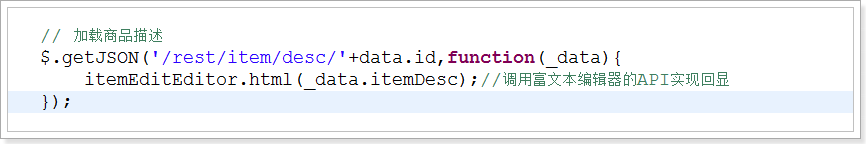 // 加载商品描述
$.getJSON('/rest/item/desc/'+data.id,function(_data){
    itemEditEditor.html(_data.itemDesc);//调用富文本编辑器的API实现回显
});